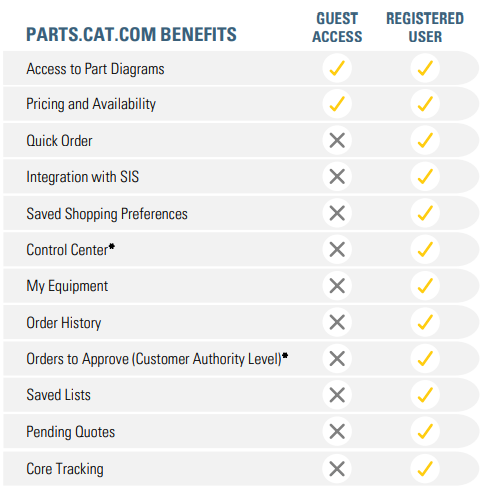 PARTS.CAT.COM BENEFITS GUEST ACCESS REGISTERED USER
Access to Part Diagrams ✓ ✓
Pricing and Availability ✓ ✓
Quick Order ✕ ✓
Integration with SIS ✕ ✓
Saved Shopping Preferences ✕ ✓
Control Center* ✕ ✓
My Equipment ✕ ✓
Order History ✕ ✓
Orders to Approve (Customer Authority Level)* ✕ ✓
Saved Lists ✕ ✓
Pending Quotes ✕ ✓
Core Tracking ✕ ✓